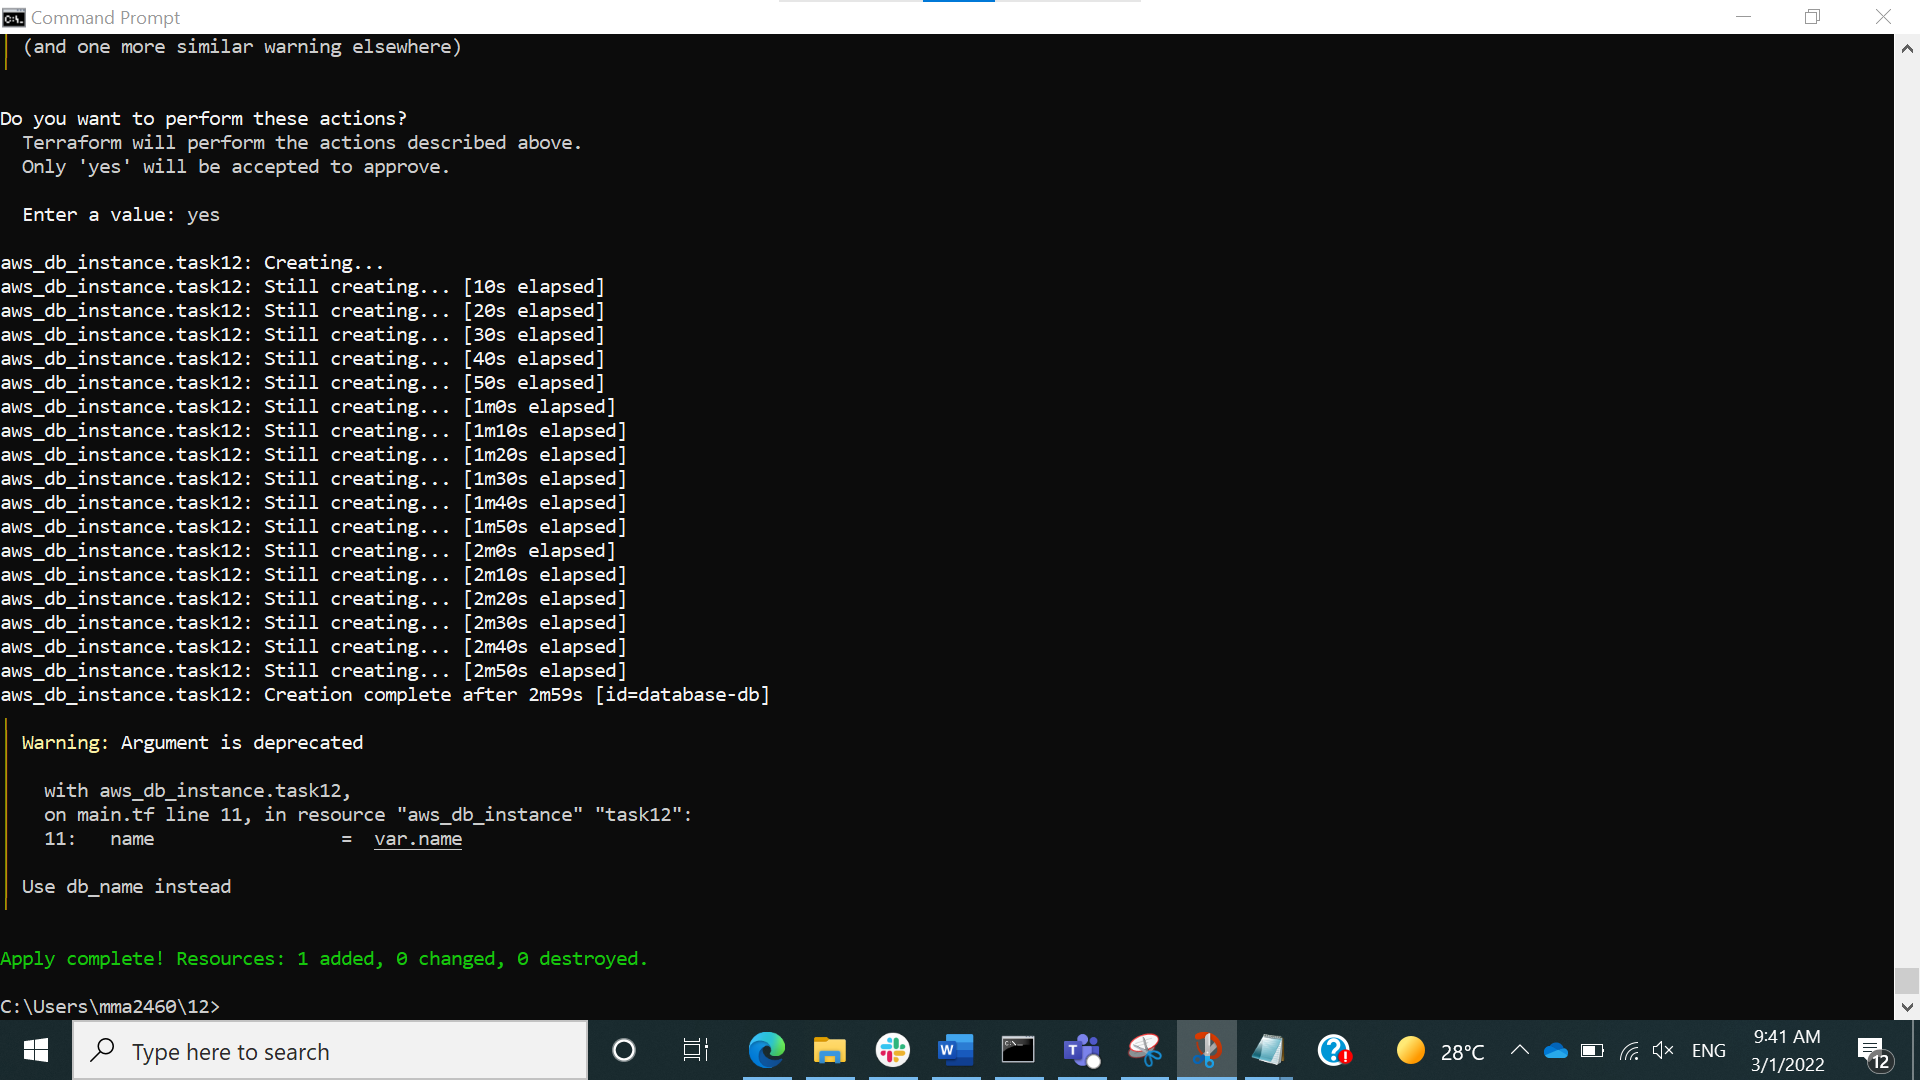 Command Prompt
(and one more similar warning elsewhere)
Do you want to perform these actions?
Terraform will perform the actions described above.
Only 'yes' will be accepted to approve.
Enter a value: yes
aws_db_instance.task12: Creating...
aws_db_instance.task12: Still creating... [10s elapsed]
aws_db_instance.task12: Still creating... [20s elapsed]
aws_db_instance.task12: Still creating... [30s elapsed]
aws_db_instance.task12: Still creating... [40s elapsed]
aws_db_instance.task12: Still creating... [50s elapsed]
aws_db_instance.task12: Still creating... [1m0s elapsed]
aws_db_instance.task12: Still creating... [1m10s elapsed]
aws_db_instance.task12: Still creating... [1m20s elapsed]
aws_db_instance.task12: Still creating... [1m30s elapsed]
aws_db_instance.task12: Still creating... [1m40s elapsed]
aws_db_instance.task12: Still creating... [1m50s elapsed]
aws_db_instance.task12: Still creating... [2m0s elapsed]
aws_db_instance.task12: Still creating... [2m10s elapsed]
aws_db_instance.task12: Still creating... [2m20s elapsed]
aws_db_instance.task12: Still creating... [2m30s elapsed]
aws_db_instance.task12: Still creating... [2m40s elapsed]
aws_db_instance.task12: Still creating... [2m50s elapsed]
aws_db_instance.task12: Creation complete after 2m59s [id=database-db]
Warning: Argument is deprecated
with aws_db_instance.task12,
on main.tf line 11, in resource "aws_db_instance" "task12":
11:   name                 =  var.name
Use db_name instead
Apply complete! Resources: 1 added, 0 changed, 0 destroyed.
C:\Users\mma2460\12>
Type here to search
28°C
ENG
9:41 AM
3/1/2022
12